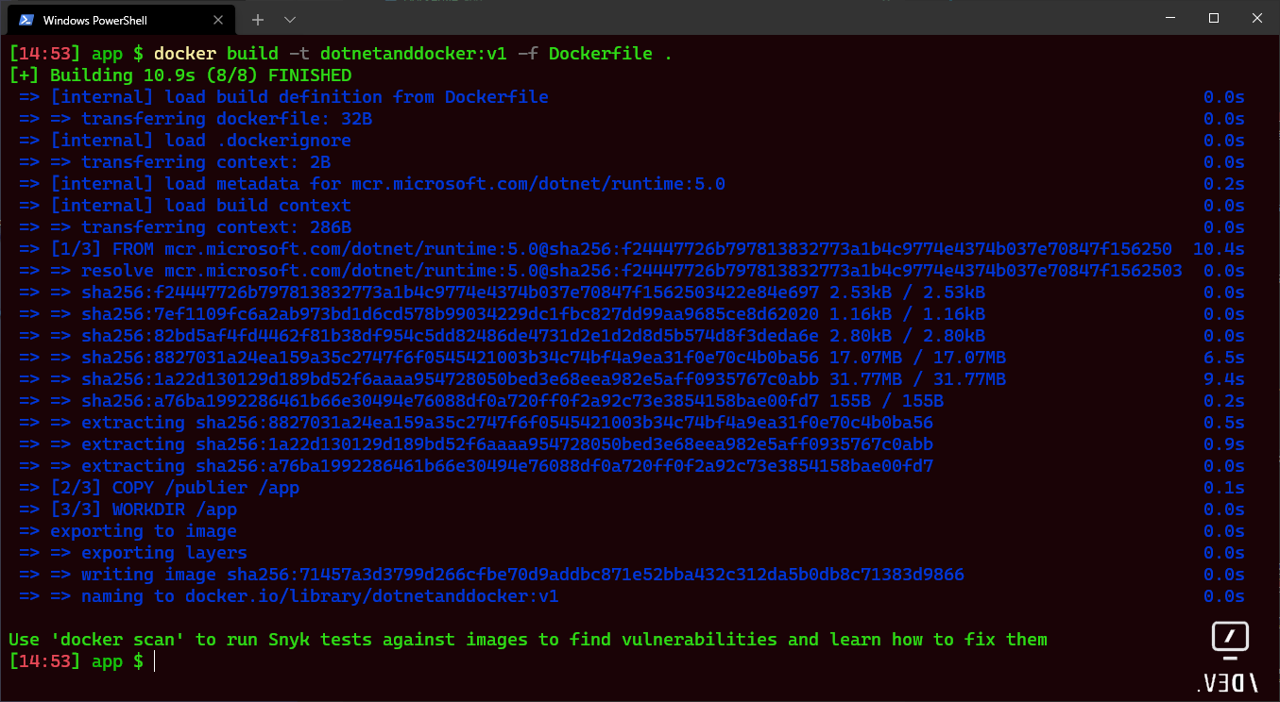 Windows PowerShell
[14:53] app $ docker build -t dotnetanddocker:v1 -f Dockerfile .
[+] Building 10.9s (8/8) FINISHED
=> [internal] load build definition from Dockerfile 0.0s
=> => transferring dockerfile: 32B 0.0s
=> [internal] load .dockerignore 0.0s
=> => transferring context: 2B 0.0s
=> [internal] load metadata for mcr.microsoft.com/dotnet/runtime:5.0 0.2s
=> [internal] load build context 0.0s
=> => transferring context: 286B 0.0s
=> [1/3] FROM mcr.microsoft.com/dotnet/runtime:5.0@sha256:f24447726b797813832773a1b4c9774e4374b037e70847f156250 10.4s
=> => resolve mcr.microsoft.com/dotnet/runtime:5.0@sha256:f24447726b797813832773a1b4c9774e4374b037e70847f1562503 0.0s
=> => sha256:f24447726b797813832773a1b4c9774e4374b037e70847f1562503422e84e697 2.53kB / 2.53kB 0.0s
=> => sha256:7ef1109fc6a2ab973bd1d6cd578b99034229dc1fbc827dd99aa9685ce8d62020 1.16kB / 1.16kB 0.0s
=> => sha256:82bd5af4fd4462f81b38df954c5dd82486de4731d2e1d2d8d5b574d8f3deda6e 2.80kB / 2.80kB 0.0s
=> => sha256:8827031a24ea159a35c2747f6f0545421003b34c74bf4a9ea31f0e70c4b0ba56 17.07MB / 17.07MB 6.5s
=> => sha256:1a22d130129d189bd52f6aaaa954728050bed3e68eea982e5aff0935767c0abb 31.77MB / 31.77MB 9.4s
=> => sha256:a76ba1992286461b66e30494e76088df0a720ff0f2a92c73e3854158bae00fd7 155B / 155B 0.2s
=> => extracting sha256:8827031a24ea159a35c2747f6f0545421003b34c74bf4a9ea31f0e70c4b0ba56 0.5s
=> => extracting sha256:1a22d130129d189bd52f6aaaa954728050bed3e68eea982e5aff0935767c0abb 0.9s
=> => extracting sha256:a76ba1992286461b66e30494e76088df0a720ff0f2a92c73e3854158bae00fd7 0.0s
=> [2/3] COPY /publier /app 0.1s
=> [3/3] WORKDIR /app 0.0s
=> exporting to image 0.0s
=> => exporting layers 0.0s
=> => writing image sha256:71457a3d3799d266cfbe70d9addbc871e52bba432c312da5b0db8c71383d9866 0.0s
=> => naming to docker.io/library/dotnetanddocker:v1 0.0s
Use 'docker scan' to run Snyk tests against images to find vulnerabilities and learn how to fix them
[14:53] app $